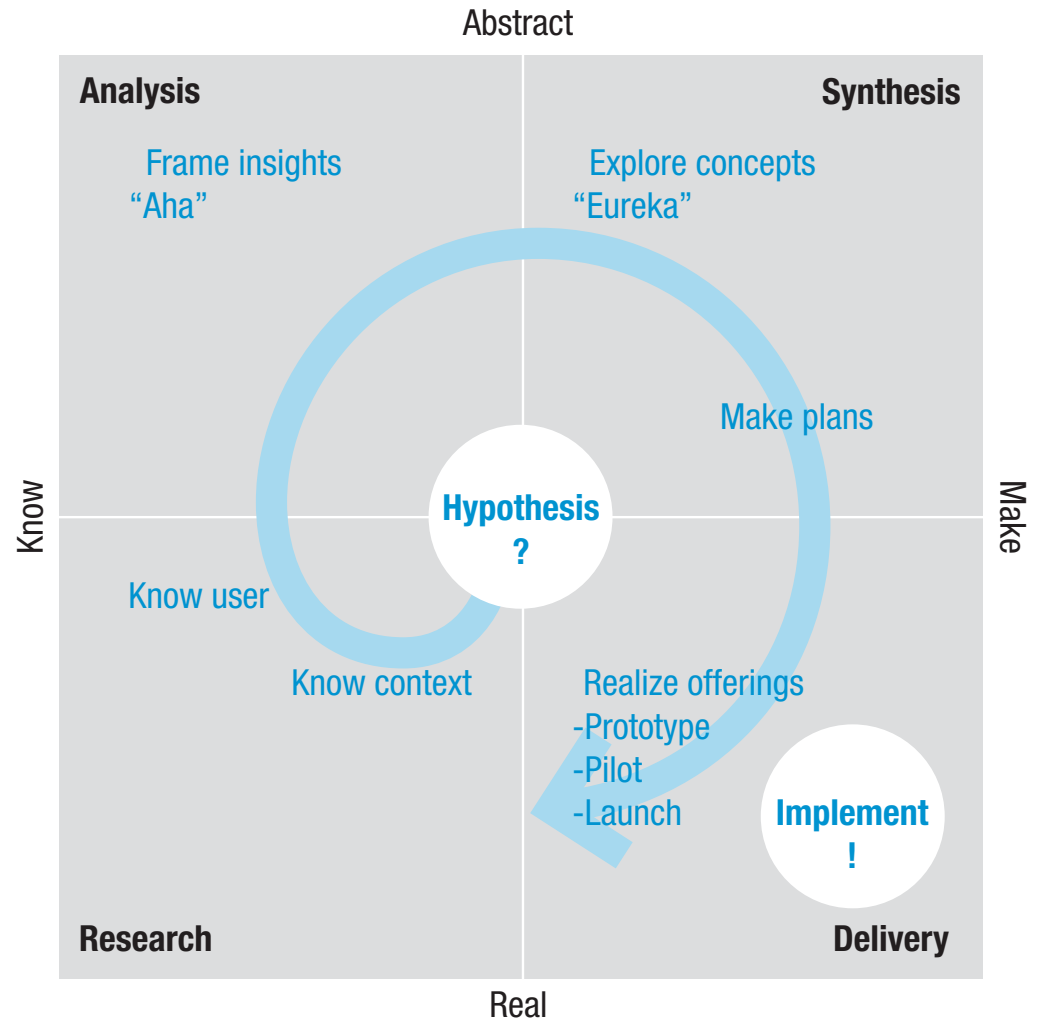 Abstract
Analysis
Synthesis
Frame insights
“Aha”
Explore concepts
“Eureka”
Make plans
Know
Hypothesis
?
Make
Know user
Know context
Realize offerings
-Prototype
-Pilot
-Launch
Implement
!
Research
Delivery
Real